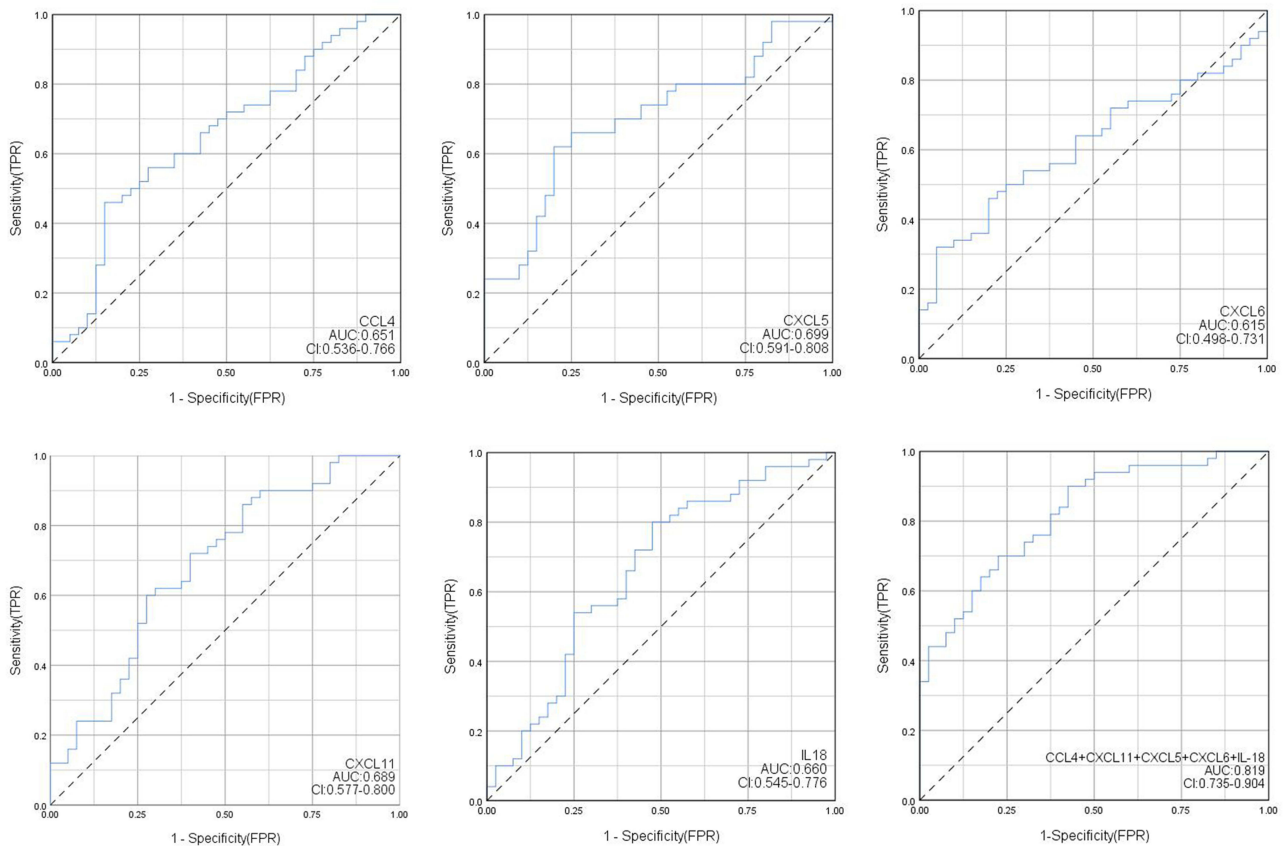 1.0
0.8
0.6
0.4
0.2
0.0
Sensitivity(TPR)
CCL4
AUC:0.651
CI:0.536-0.766
0.00 0.25 0.50 0.75 1.00
1 - Specificity(FPR)
1.0
0.8
0.6
0.4
0.2
0.0
Sensitivity(TPR)
CXCL5
AUC:0.699
CI:0.591-0.808
0.00 0.25 0.50 0.75 1.00
1 - Specificity(FPR)
1.0
0.8
0.6
0.4
0.2
0.0
Sensitivity(TPR)
CXCL6
AUC:0.615
CI:0.498-0.731
0.00 0.25 0.50 0.75 1.00
1 - Specificity(FPR)
1.0
0.8
0.6
0.4
0.2
0.0
Sensitivity(TPR)
CXCL11
AUC:0.689
CI:0.577-0.800
0.00 0.25 0.50 0.75 1.00
1 - Specificity(FPR)
1.0
0.8
0.6
0.4
0.2
0.0
Sensitivity(TPR)
IL18
AUC:0.660
CI:0.545-0.776
0.00 0.25 0.50 0.75 1.00
1 - Specificity(FPR)
1.0
0.8
0.6
0.4
0.2
0.0
Sensitivity(TPR)
CCL4+CXCL11+CXCL5+CXCL6+IL-18
AUC:0.819
CI:0.735-0.904
0.00 0.25 0.50 0.75 1.00
1-Specificity(FPR)